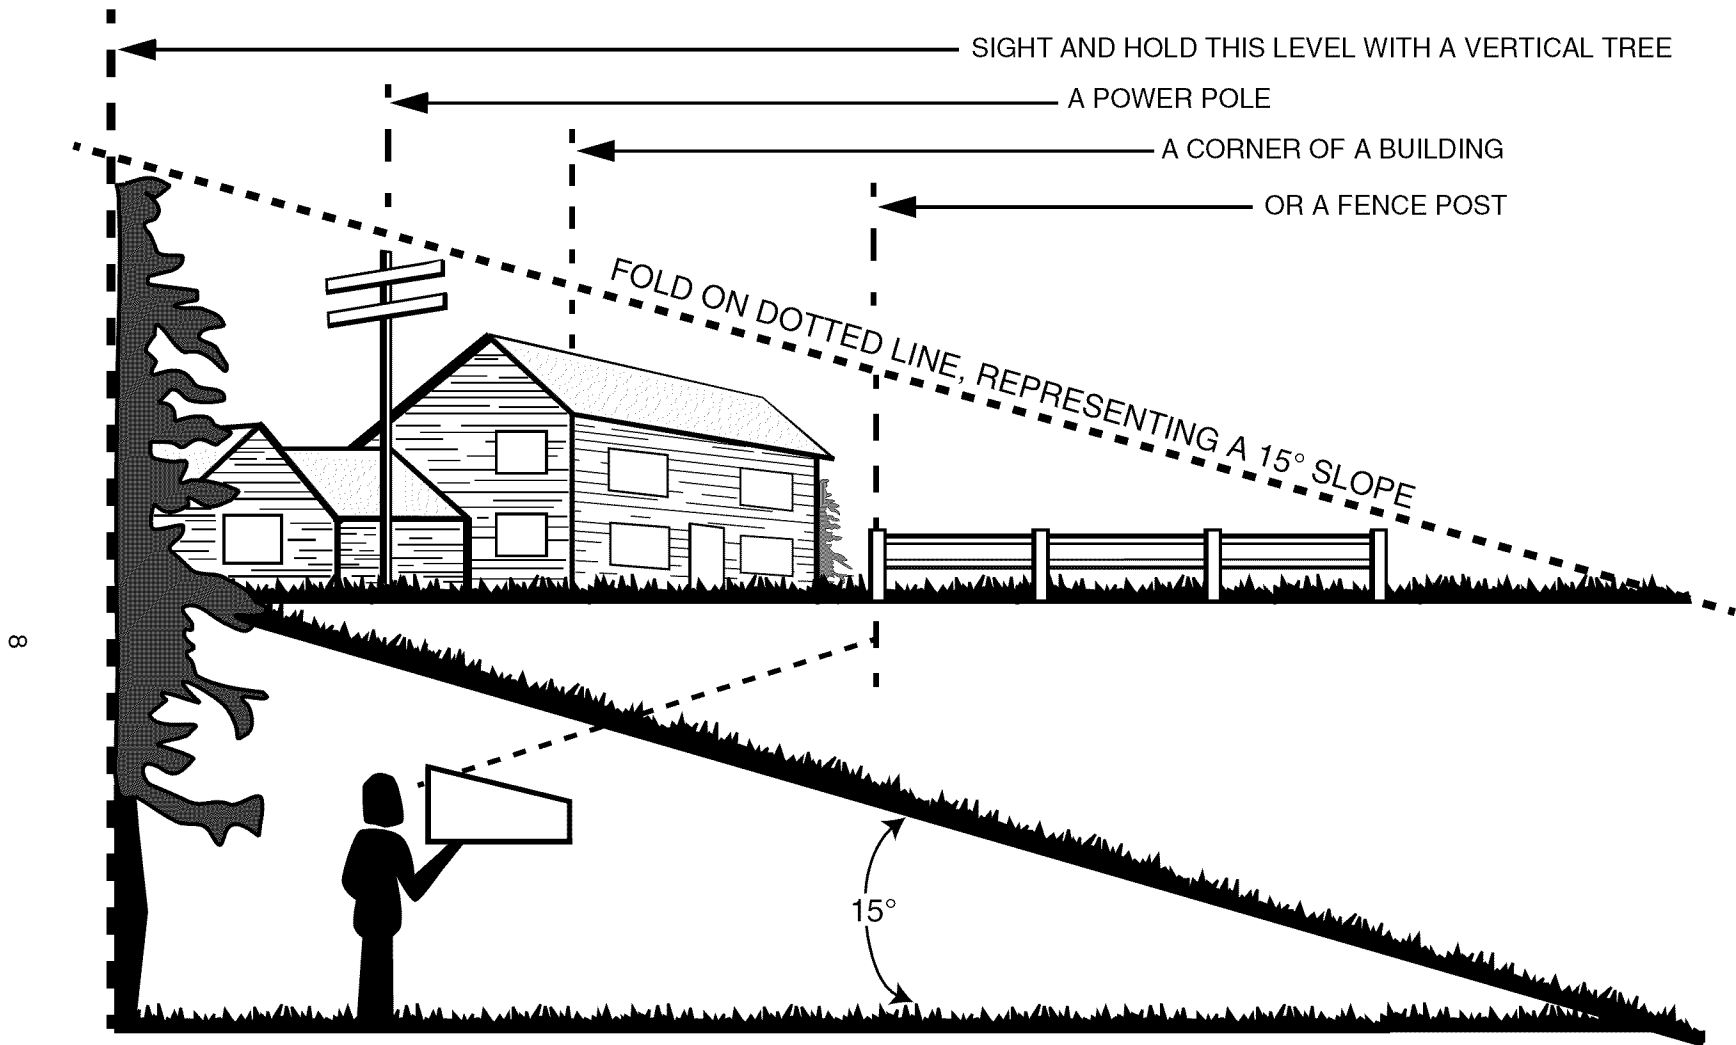 SIGHT AND HOLD THIS LEVEL WITH A VERTICAL TREE
A POWER POLE
A CORNER OF A BUILDING
OR A FENCE POST
FOLD ON DOTTED LINE, REPRESENTING A 15° SLOPE
8
15°